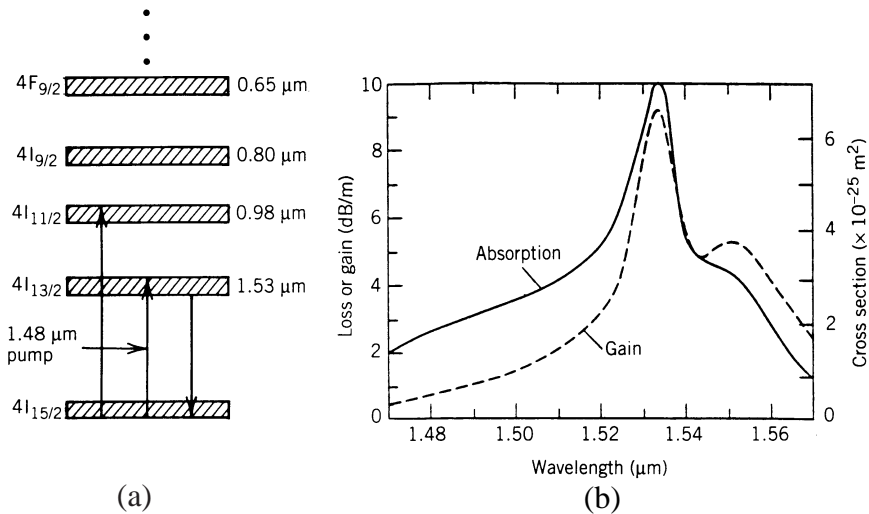 4F9/2 0.65 μm
4I9/2 0.80 μm
4I11/2 0.98 μm
4I13/2 1.53 μm
1.48 μm
pump
4I15/2
(a)
Loss or gain (dB/m)
10
8
6
4
2
0
Absorption
Gain
1.48 1.50 1.52 1.54 1.56
Wavelength (μm)
6
4
2
0
Cross section (× 10−25 m2)
(b)